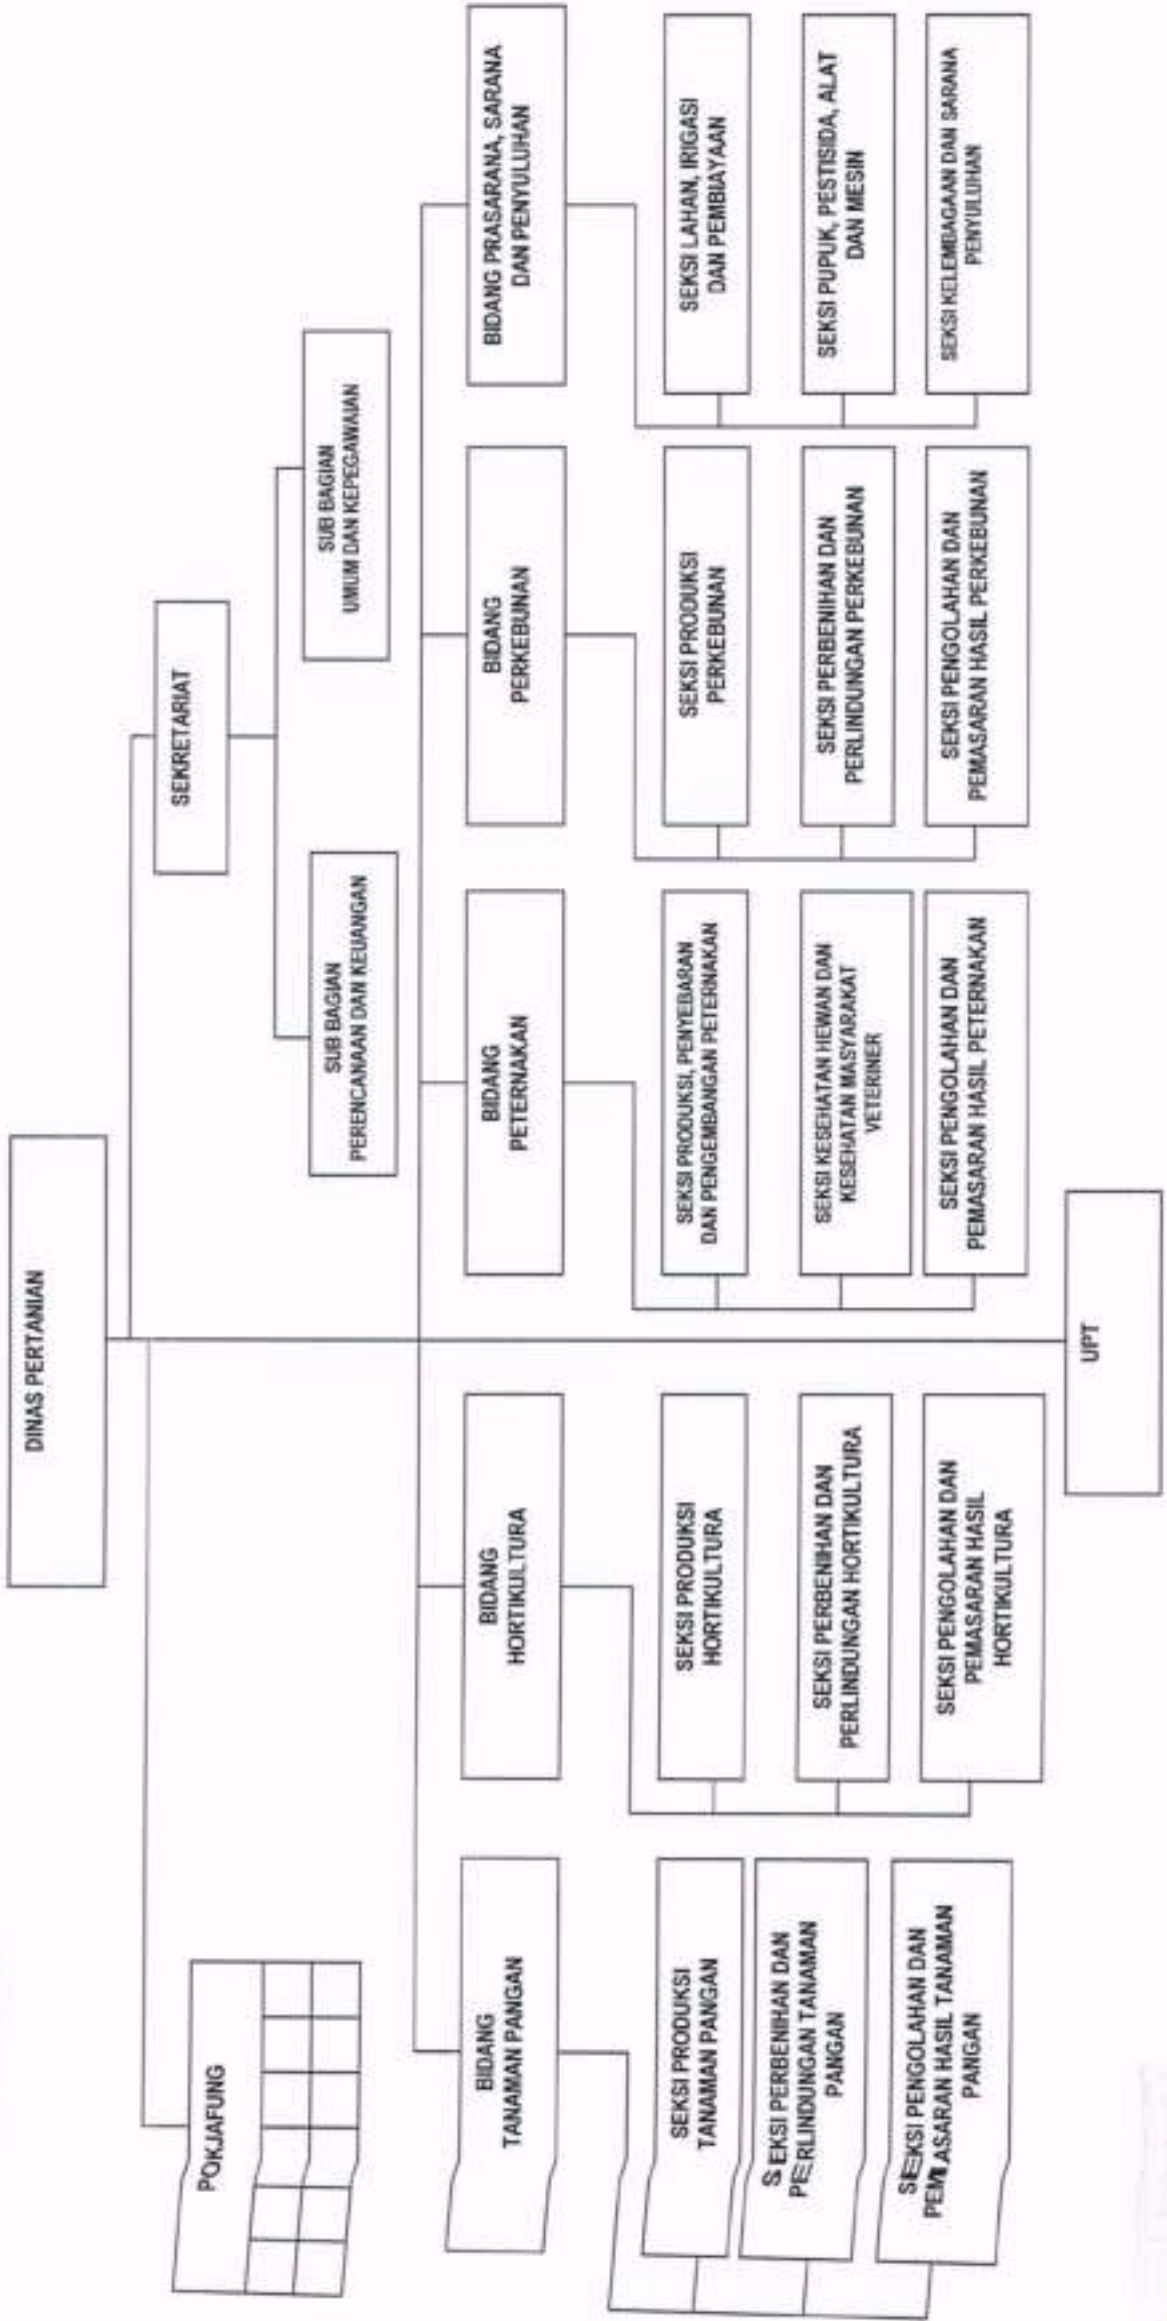 DINAS PERTANIAN
POKJAFUNG
SEKRETARIAT
SUB BAGIAN
PERENCANAAN DAN KEUANGAN
SUB BAGIAN
UMUM DAN KEPEGAWAIAN
BIDANG
TANAMAN PANGAN
BIDANG
HORTIKULTURA
BIDANG
PETERNAKAN
BIDANG
PERKEBUNAN
BIDANG PRASARANA, SARANA
DAN PENYULUHAN
SEKSI PRODUKSI
TANAMAN PANGAN
SEKSI PERBENIHAN DAN
PERLINDUNGAN TANAMAN
PANGAN
SEKSI PENGOLAHAN DAN
PEMASARAN HASIL TANAMAN
PANGAN
SEKSI PRODUKSI
HORTIKULTURA
SEKSI PERBENIHAN DAN
PERLINDUNGAN HORTIKULTURA
SEKSI PENGOLAHAN DAN
PEMASARAN HASIL
HORTIKULTURA
SEKSI PRODUKSI, PENYEBARAN
DAN PENGEMBANGAN PETERNAKAN
SEKSI KESEHATAN HEWAN DAN
KESEHATAN MASYARAKAT
VETERINER
SEKSI PENGOLAHAN DAN
PEMASARAN HASIL PETERNAKAN
SEKSI PRODUKSI
PERKEBUNAN
SEKSI PERBENIHAN DAN
PERLINDUNGAN PERKEBUNAN
SEKSI PENGOLAHAN DAN
PEMASARAN HASIL PERKEBUNAN
SEKSI LAHAN, IRIGASI
DAN PEMBIAYAAN
SEKSI PUPUK, PESTISIDA, ALAT
DAN MESIN
SEKSI KELEMBAGAAN DAN SARANA
PENYULUHAN
UPT